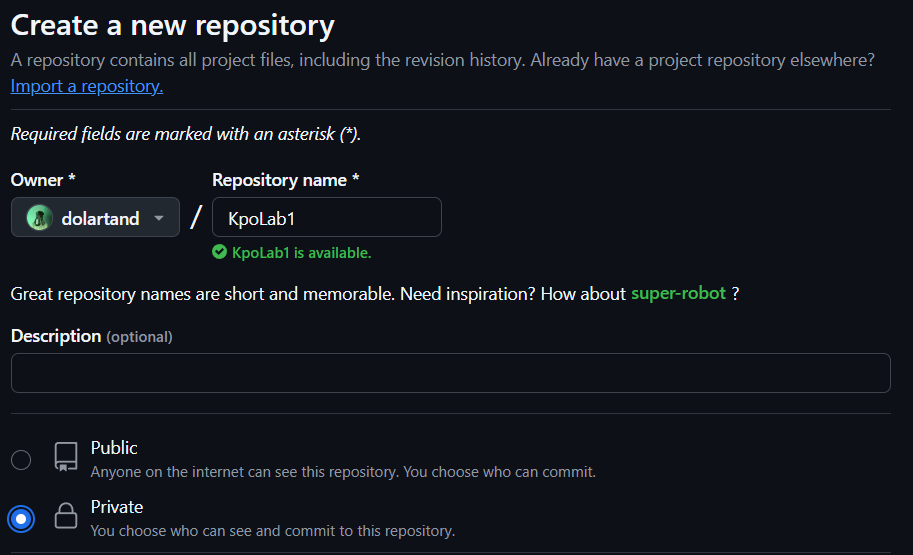 Create a new repository
A repository contains all project files, including the revision history. Already have a project repository elsewhere?
Import a repository.
Required fields are marked with an asterisk (*).
Owner *
Repository name *
dolartand
/
KpoLab1
KpoLab1 is available.
Great repository names are short and memorable. Need inspiration? How about super-robot ?
Description (optional)
Public
Anyone on the internet can see this repository. You choose who can commit.
Private
You choose who can see and commit to this repository.